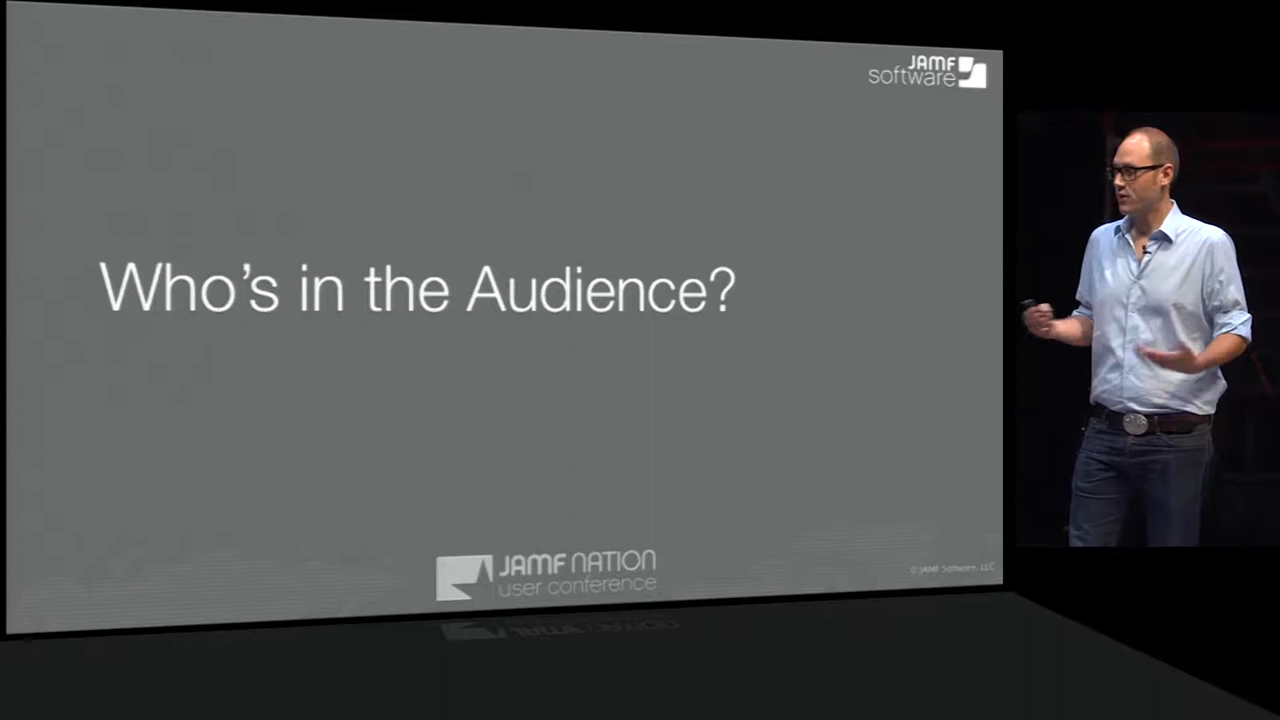 JAMF
software
Who's in the Audience?
JAMF NATION
user conference
© JAMF Software, LLC